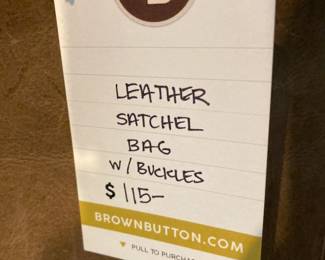 LEATHER
SATCHEL
BAG
W/ BUCKLES
$115-
BROWNBUTTON.COM
PULL TO PURCHA